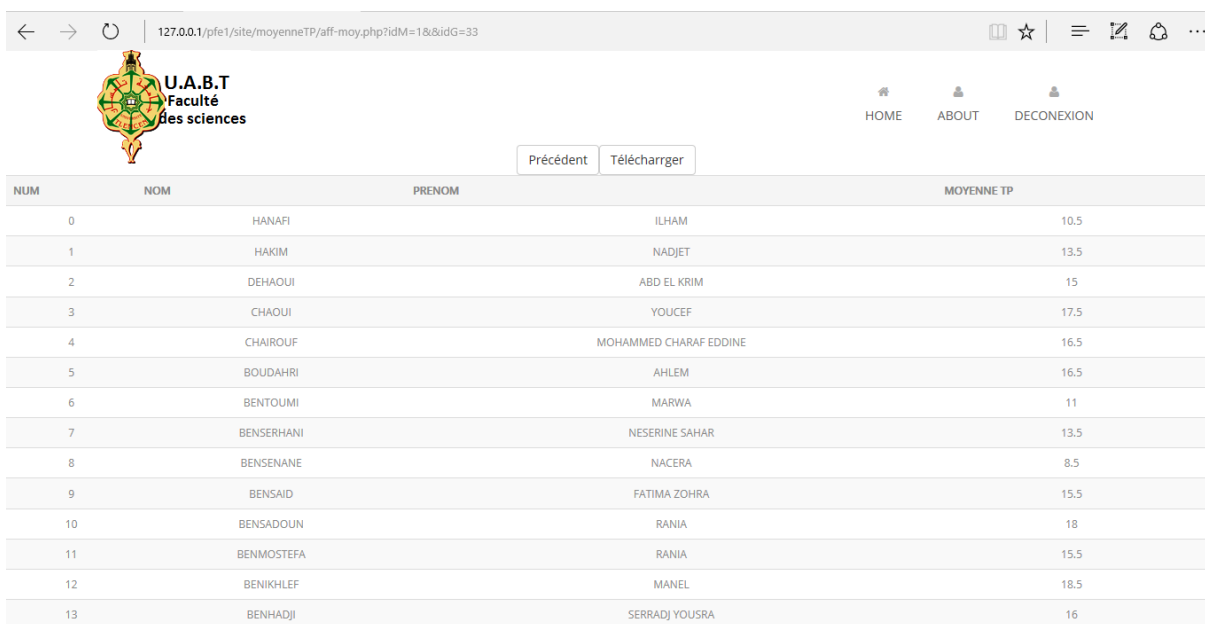 127.0.0.1/pfe1/site/moyenneTP/aff-moy.php?idM=1&&idG=33
U.A.B.T
Faculté
des sciences
HOME ABOUT DECONEXION
Précédent Télécharrger
NUM NOM PRENOM MOYENNE TP
0 HANAFI ILHAM 10.5
1 HAKIM NADJET 13.5
2 DEHAOUI ABD EL KRIM 15
3 CHAOUI YOUCEF 17.5
4 CHAIROUF MOHAMMED CHARAF EDDINE 16.5
5 BOUDAHRI AHLEM 16.5
6 BENTOUMI MARWA 11
7 BENSERHANI NESERINE SAHAR 13.5
8 BENSENANE NACERA 8.5
9 BENSAID FATIMA ZOHRA 15.5
10 BENSADOUN RANIA 18
11 BENMOSTEFA RANIA 15.5
12 BENIKHLEF MANEL 18.5
13 BENHADJI SERRADJ YOUSRA 16